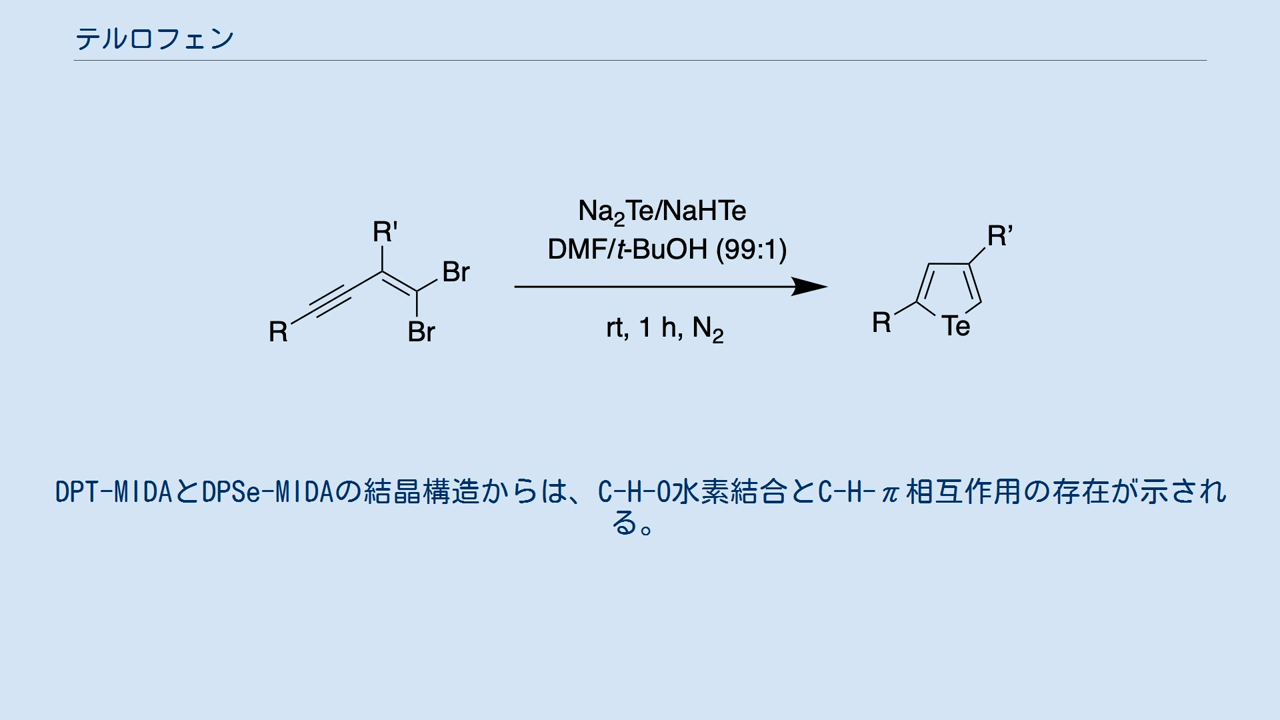 テルロフェン
Na₂Te/NaHTe
DMF/t-BuOH (99:1)
rt, 1 h, N₂
R'
Br
Br
R
R’
R
Te
DPT-MIDAとDPSe-MIDAの結晶構造からは、C-H-O水素結合とC-H-π相互作用の存在が示され
る。